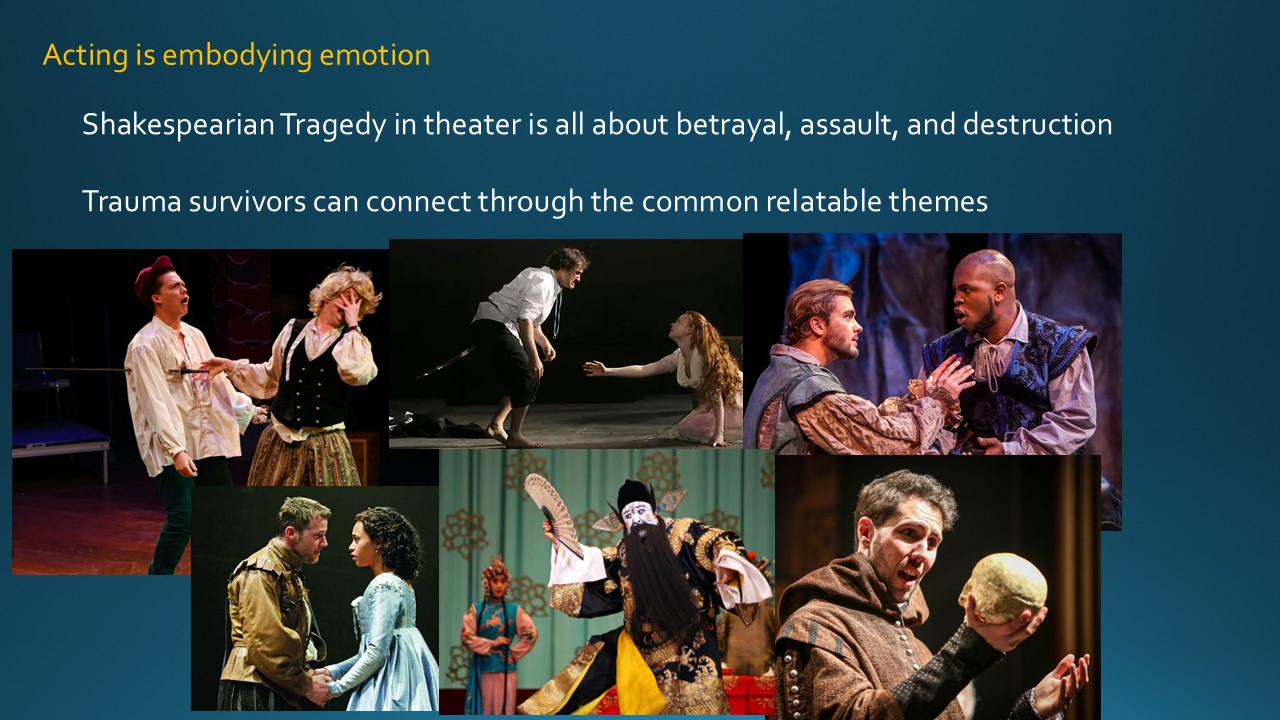 Acting is embodying emotion
Shakespearian Tragedy in theater is all about betrayal, assault, and destruction
Trauma survivors can connect through the common relatable themes